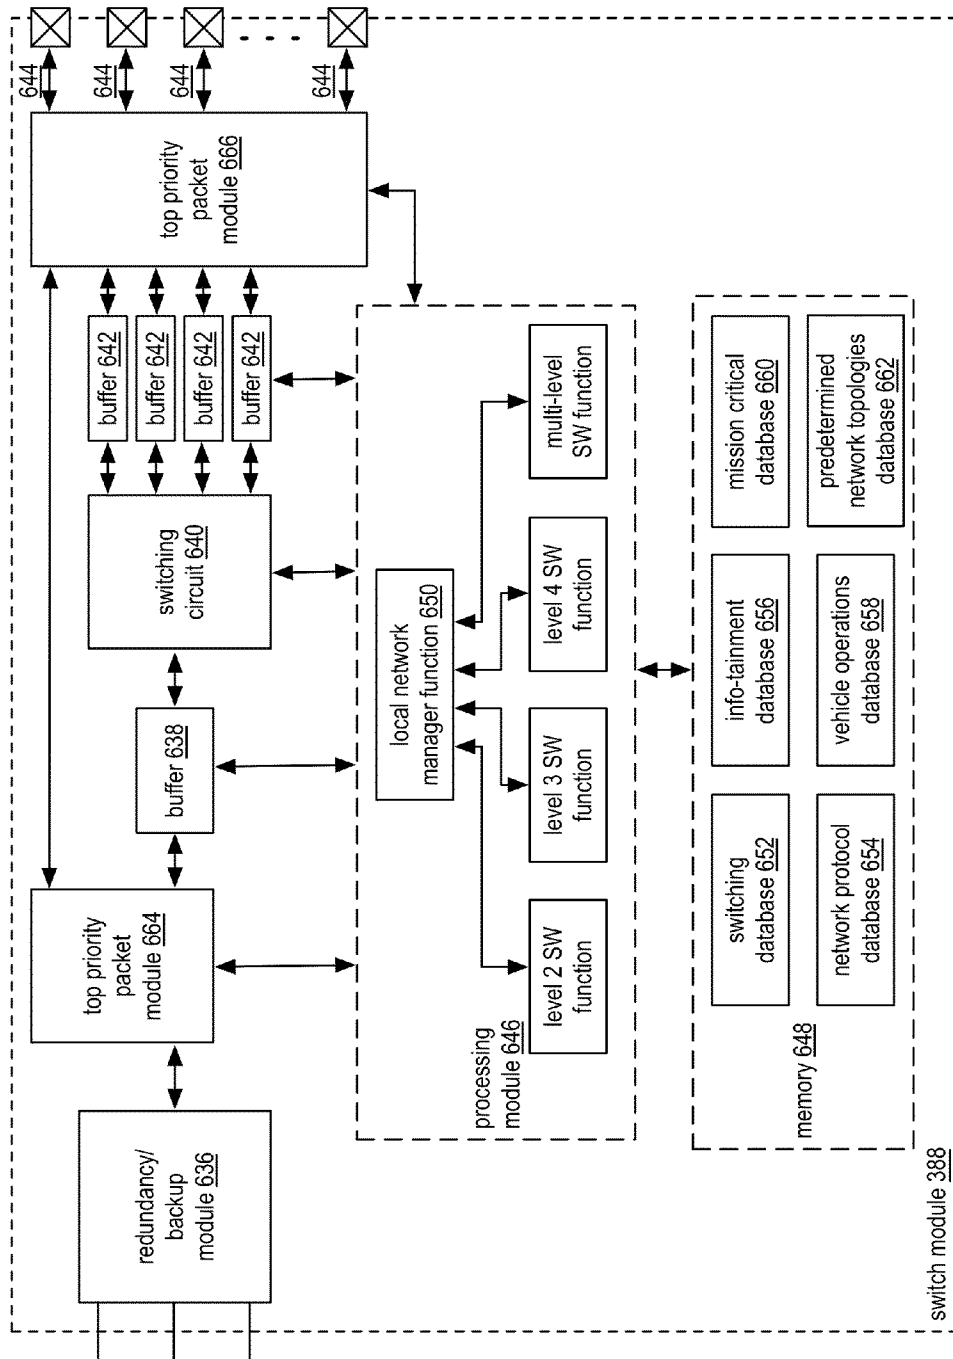 redundancy/
backup
module 636
top priority
packet
module 664
buffer 638
switching
circuit 640
buffer 642
buffer 642
buffer 642
buffer 642
top priority
packet
module 666
644
644
644
644
processing
module 646
local network
manager function 650
level 2 SW
function
level 3 SW
function
level 4 SW
function
multi-level
SW function
memory 648
switching
database 652
info-tainment
database 656
mission critical
database 660
network protocol
database 654
vehicle operations
database 658
predetermined
network topologies
database 662
switch module 388